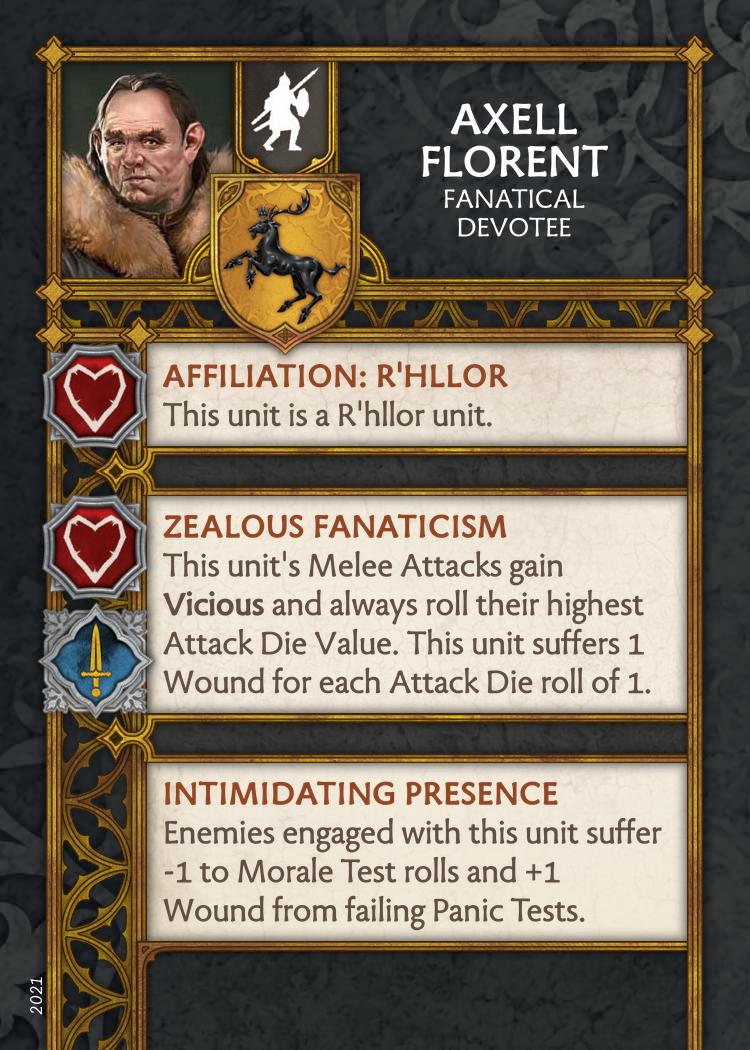 AXELL
FLORENT
FANATICAL
DEVOTEE
AFFILIATION: R'HLLOR
This unit is a R'hllor unit.
ZEALOUS FANATICISM
This unit's Melee Attacks gain
Vicious and always roll their highest
Attack Die Value. This unit suffers 1
Wound for each Attack Die roll of 1.
INTIMIDATING PRESENCE
Enemies engaged with this unit suffer
-1 to Morale Test rolls and +1
Wound from failing Panic Tests.
2021